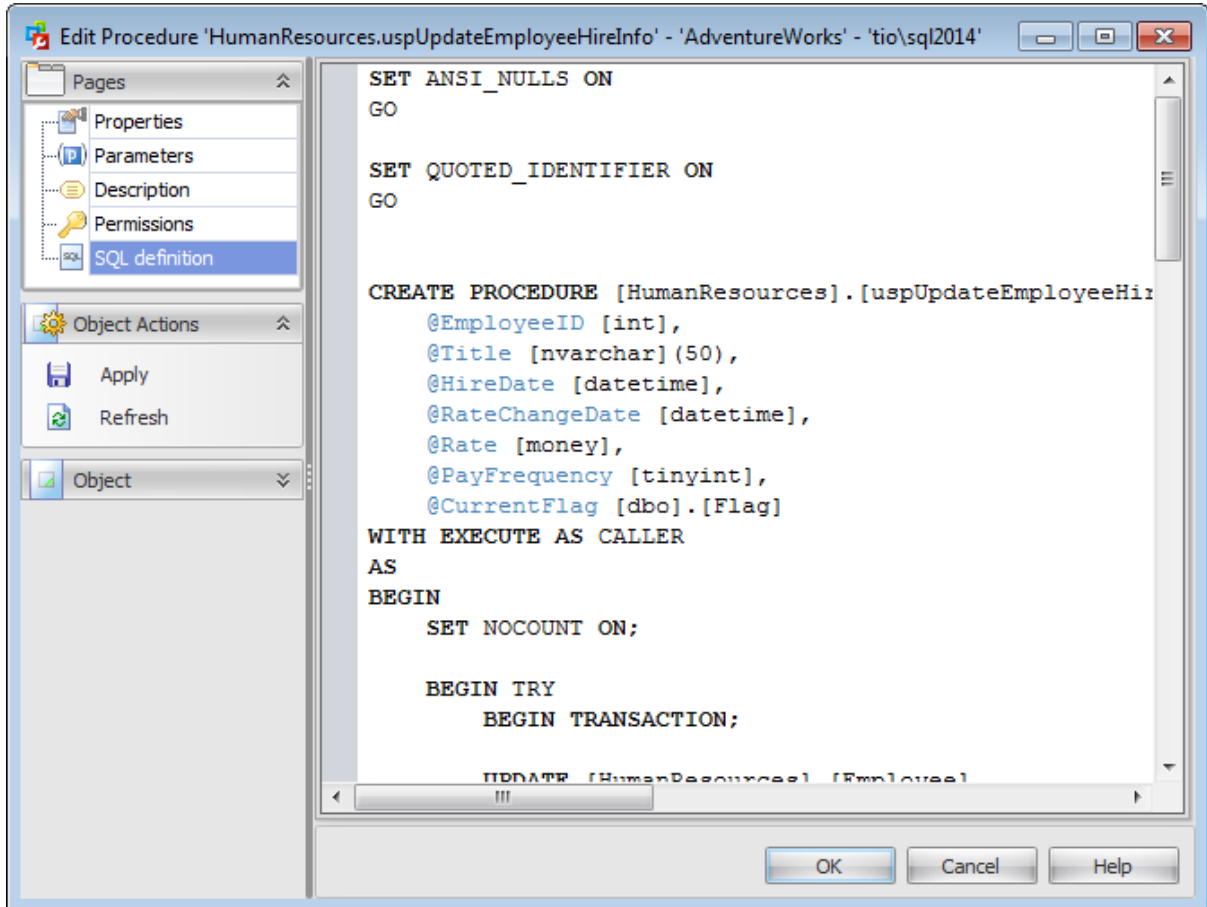 Edit Procedure 'HumanResources.uspUpdateEmployeeHireInfo' - 'AdventureWorks' - 'tio\sql2014'
Pages
Properties
Parameters
Description
Permissions
SQL definition
Object Actions
Apply
Refresh
Object
SET ANSI_NULLS ON
GO
SET QUOTED_IDENTIFIER ON
GO
CREATE PROCEDURE [HumanResources].[uspUpdateEmployeeHir
@EmployeeID [int],
@Title [nvarchar](50),
@HireDate [datetime],
@RateChangeDate [datetime],
@Rate [money],
@PayFrequency [tinyint],
@CurrentFlag [dbo].[Flag]
WITH EXECUTE AS CALLER
AS
BEGIN
SET NOCOUNT ON;
BEGIN TRY
BEGIN TRANSACTION;
UPDATE [HumanResources].[Employee]
OK
Cancel
Help